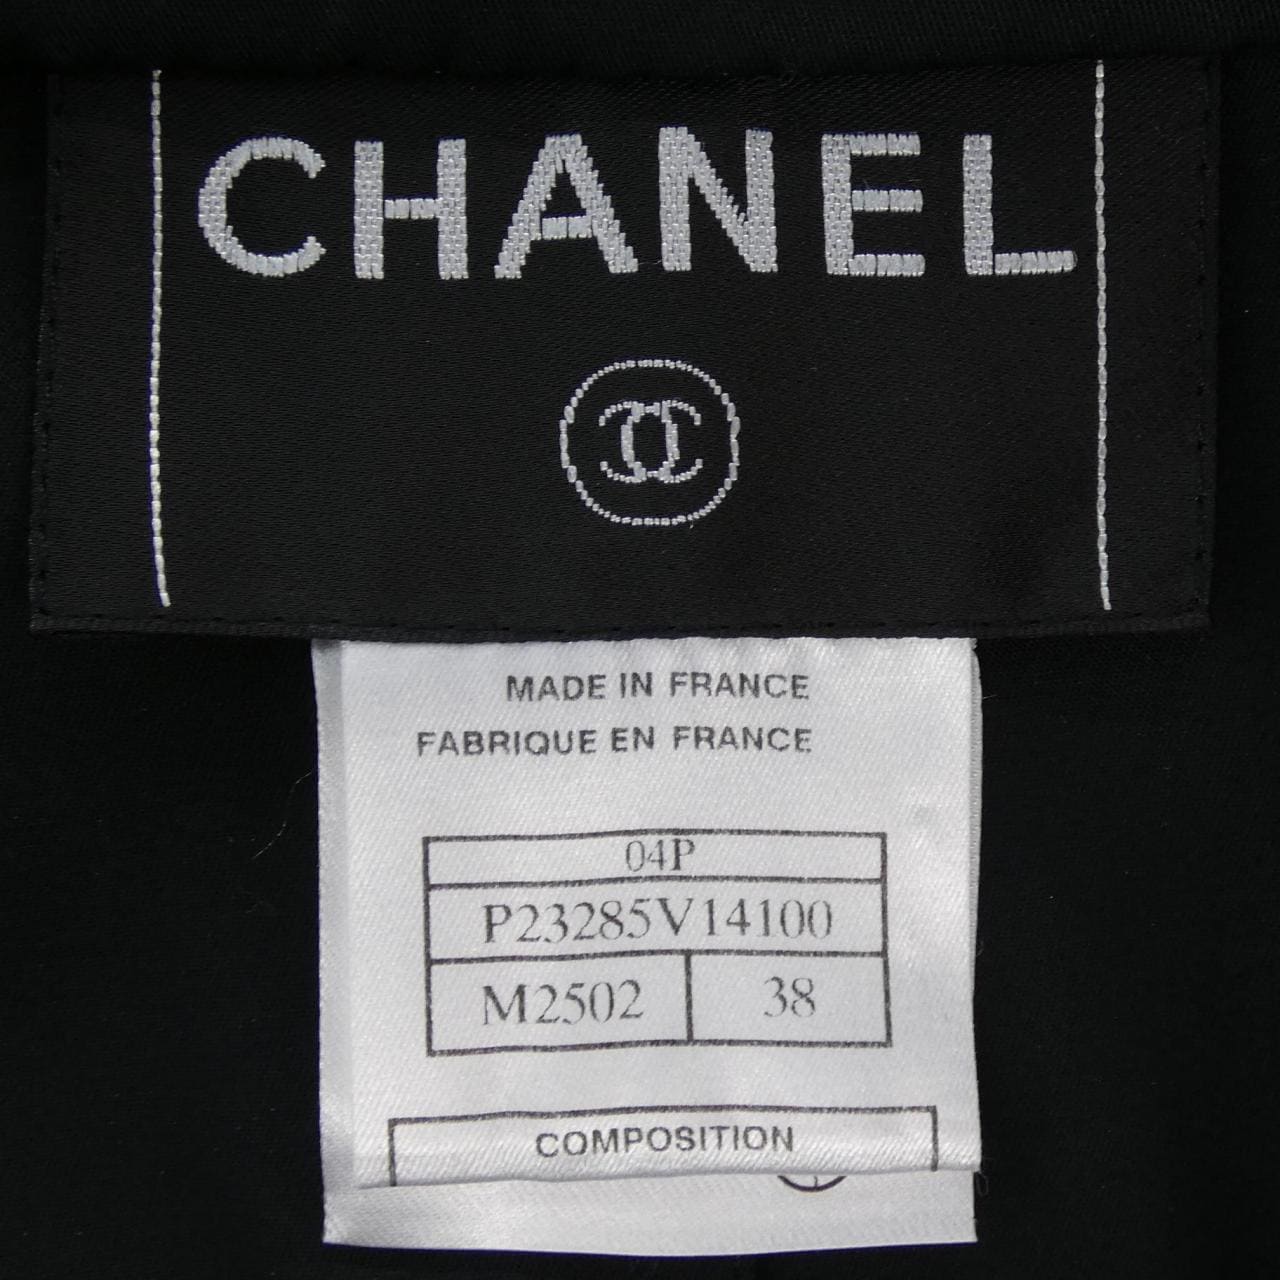 CHANEL
MADE IN FRANCE
FABRIQUE EN FRANCE
04P
P23285V14100
M2502 38
COMPOSITION